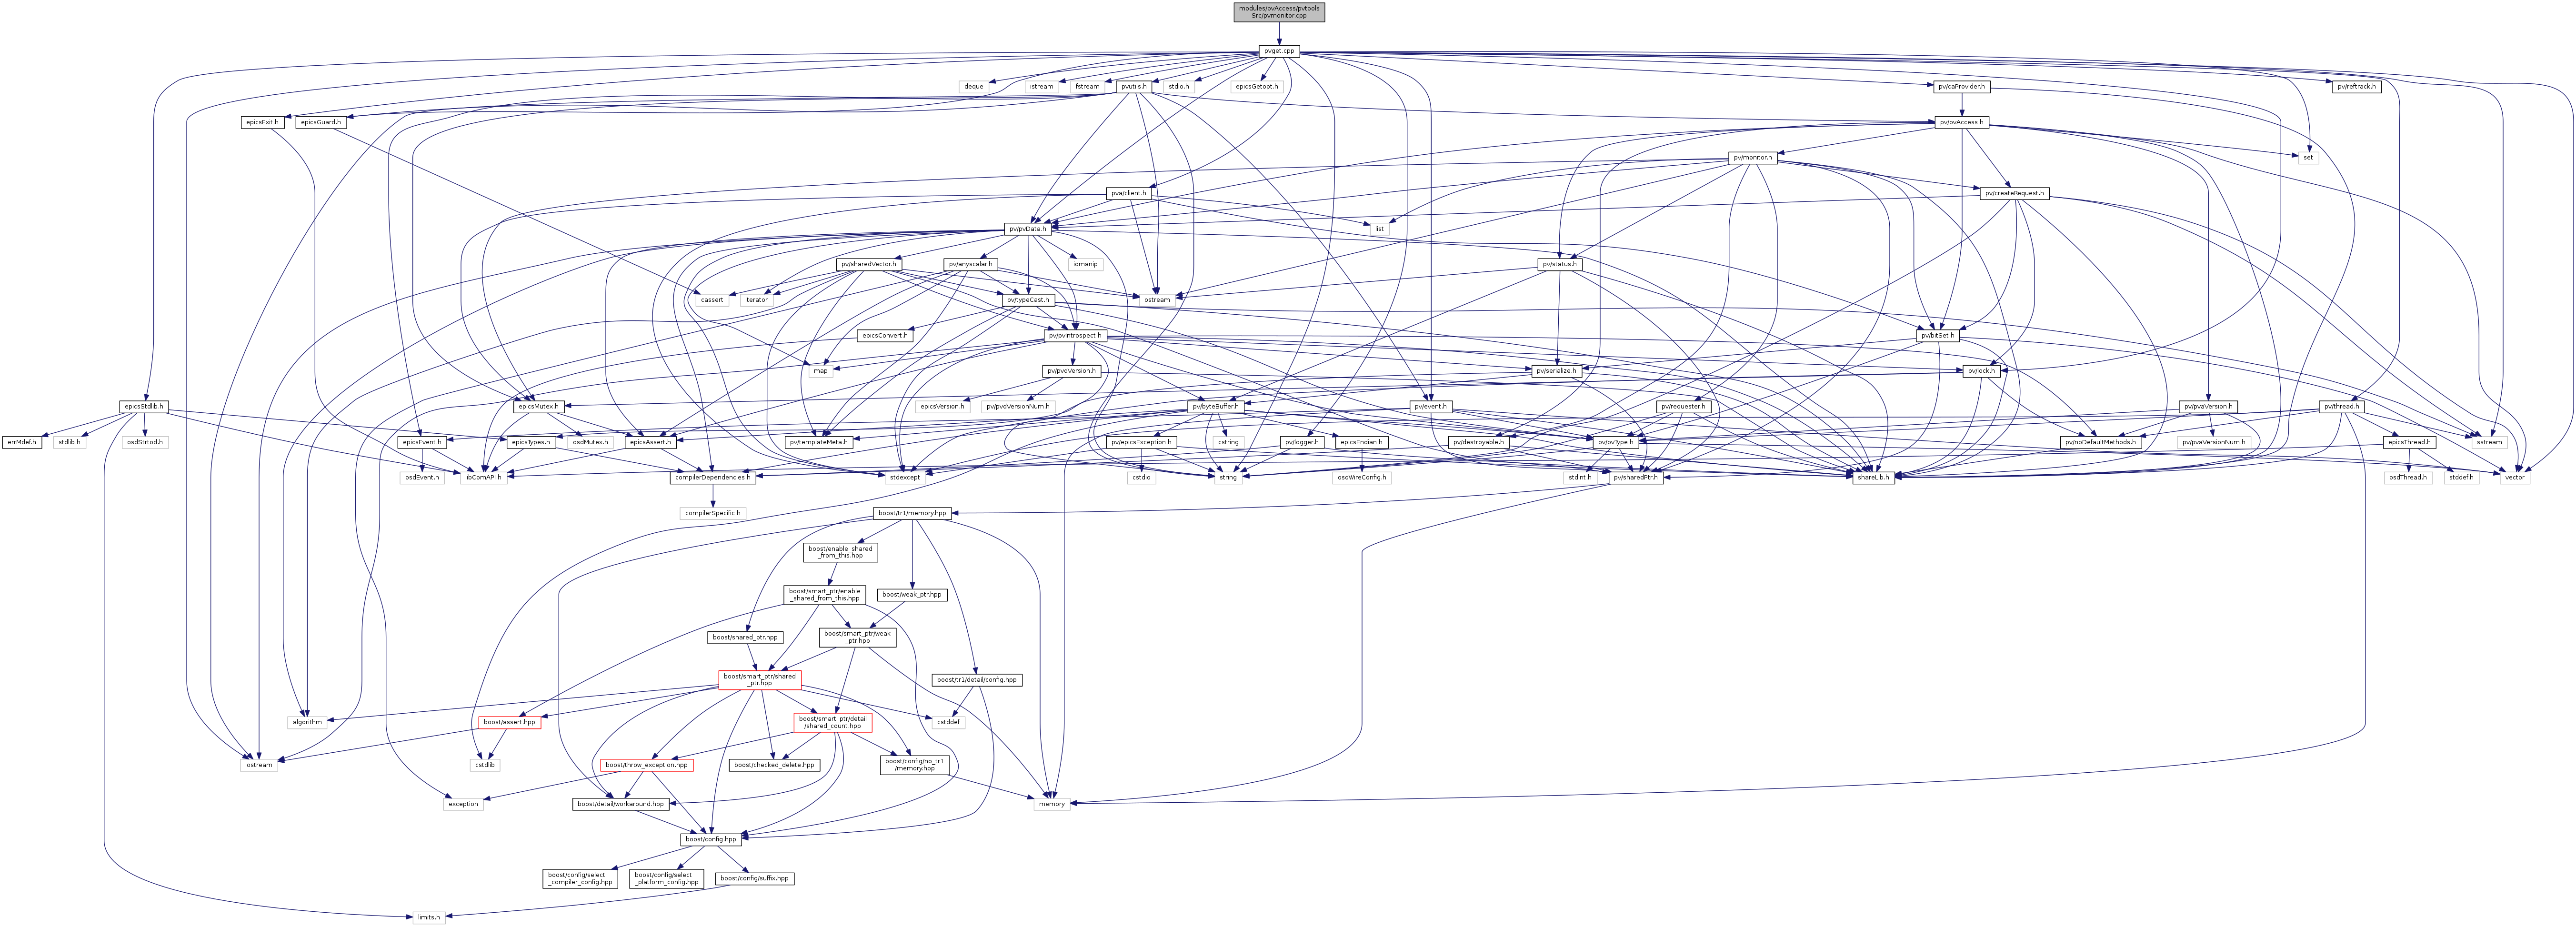 modules/pvAccess/pvtools
Src/pvmonitor.cpp
pvget.cpp
deque
istream
fstream
pvutils.h
stdio.h
epicsGetopt.h
pv/caProvider.h
pv/reftrack.h
epicsExit.h
epicsGuard.h
pv/pvAccess.h
pv/monitor.h
set
pva/client.h
pv/createRequest.h
list
pv/pvData.h
pv/sharedVector.h
pv/anyscalar.h
iomanip
pv/status.h
cassert
iterator
pv/typeCast.h
ostream
epicsConvert.h
pv/pvIntrospect.h
pv/bitSet.h
map
pv/pvdVersion.h
pv/serialize.h
pv/lock.h
epicsStdlib.h
epicsMutex.h
epicsVersion.h
pv/pvdVersionNum.h
pv/byteBuffer.h
pv/event.h
pv/requester.h
pv/pvaVersion.h
pv/thread.h
errMdef.h
stdlib.h
osdStrtod.h
epicsEvent.h
epicsTypes.h
osdMutex.h
epicsAssert.h
pv/templateMeta.h
pv/epicsException.h
cstring
pv/logger.h
epicsEndian.h
pv/destroyable.h
pv/pvType.h
pv/noDefaultMethods.h
pv/pvaVersionNum.h
epicsThread.h
sstream
osdEvent.h
libComAPI.h
compilerDependencies.h
stdexcept
cstdio
string
osdWireConfig.h
stdint.h
pv/sharedPtr.h
shareLib.h
osdThread.h
stddef.h
vector
compilerSpecific.h
boost/tr1/memory.hpp
boost/enable_shared
_from_this.hpp
boost/smart_ptr/enable
_shared_from_this.hpp
boost/weak_ptr.hpp
boost/shared_ptr.hpp
boost/smart_ptr/weak
_ptr.hpp
boost/smart_ptr/shared
_ptr.hpp
boost/tr1/detail/config.hpp
algorithm
boost/assert.hpp
boost/smart_ptr/detail
/shared_count.hpp
cstddef
iostream
cstdlib
boost/throw_exception.hpp
boost/checked_delete.hpp
boost/config/no_tr1
/memory.hpp
exception
boost/detail/workaround.hpp
memory
boost/config.hpp
boost/config/select
_compiler_config.hpp
boost/config/select
_platform_config.hpp
boost/config/suffix.hpp
limits.h